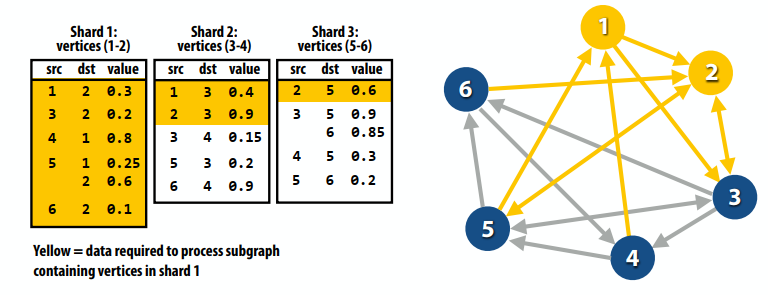 Shard 1:
vertices (1-2)
src dst value
1 2 0.3
3 2 0.2
4 1 0.8
5 1 0.25
2 0.6
6 2 0.1
Shard 2:
vertices (3-4)
src dst value
1 3 0.4
2 3 0.9
3 4 0.15
5 3 0.2
6 4 0.9
Shard 3:
vertices (5-6)
src dst value
2 5 0.6
3 5 0.9
6 0.85
4 5 0.3
5 6 0.2
Yellow = data required to process subgraph
containing vertices in shard 1
1
2
6
3
5
4